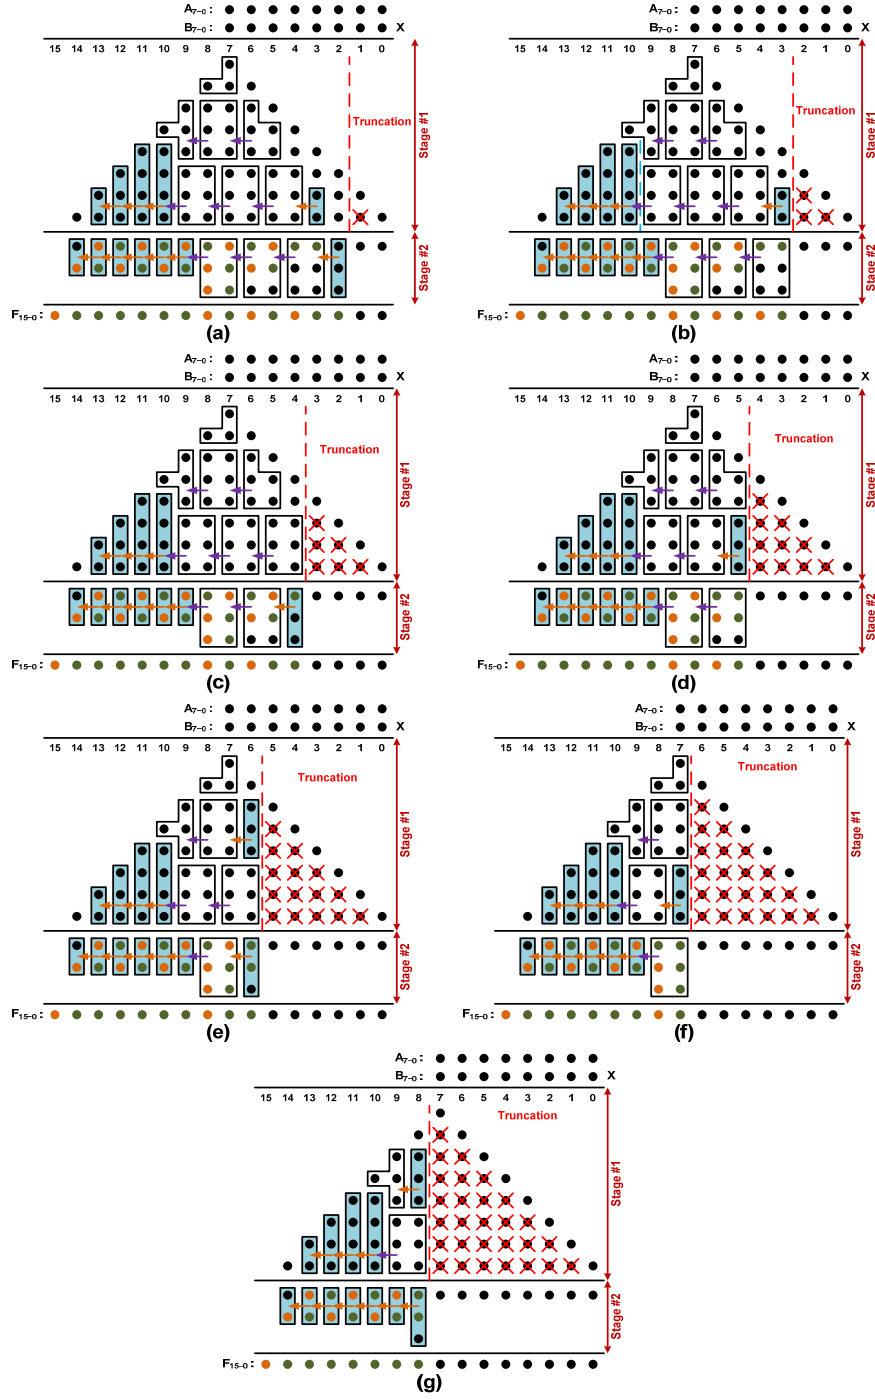 A7–0 : A7–0 :
B7–0 : X B7–0 : X
15 14 13 12 11 10 9 8 7 6 5 4 3 2 1 0 15 14 13 12 11 10 9 8 7 6 5 4 3 2 1 0
Truncation Truncation
Stage #1 Stage #1
Stage #2 Stage #2
F15–0 : F15–0 :
(a) (b)
A7–0 : A7–0 :
B7–0 : X B7–0 : X
15 14 13 12 11 10 9 8 7 6 5 4 3 2 1 0 15 14 13 12 11 10 9 8 7 6 5 4 3 2 1 0
Truncation Truncation
Stage #1 Stage #1
Stage #2 Stage #2
F15–0 : F15–0 :
(c) (d)
A7–0 : A7–0 :
B7–0 : X B7–0 : X
15 14 13 12 11 10 9 8 7 6 5 4 3 2 1 0 15 14 13 12 11 10 9 8 7 6 5 4 3 2 1 0
Truncation Truncation
Stage #1 Stage #1
Stage #2 Stage #2
F15–0 : F15–0 :
(e) (f)
A7–0 :
B7–0 : X
15 14 13 12 11 10 9 8 7 6 5 4 3 2 1 0
Truncation
Stage #1
Stage #2
F15–0 :
(g)